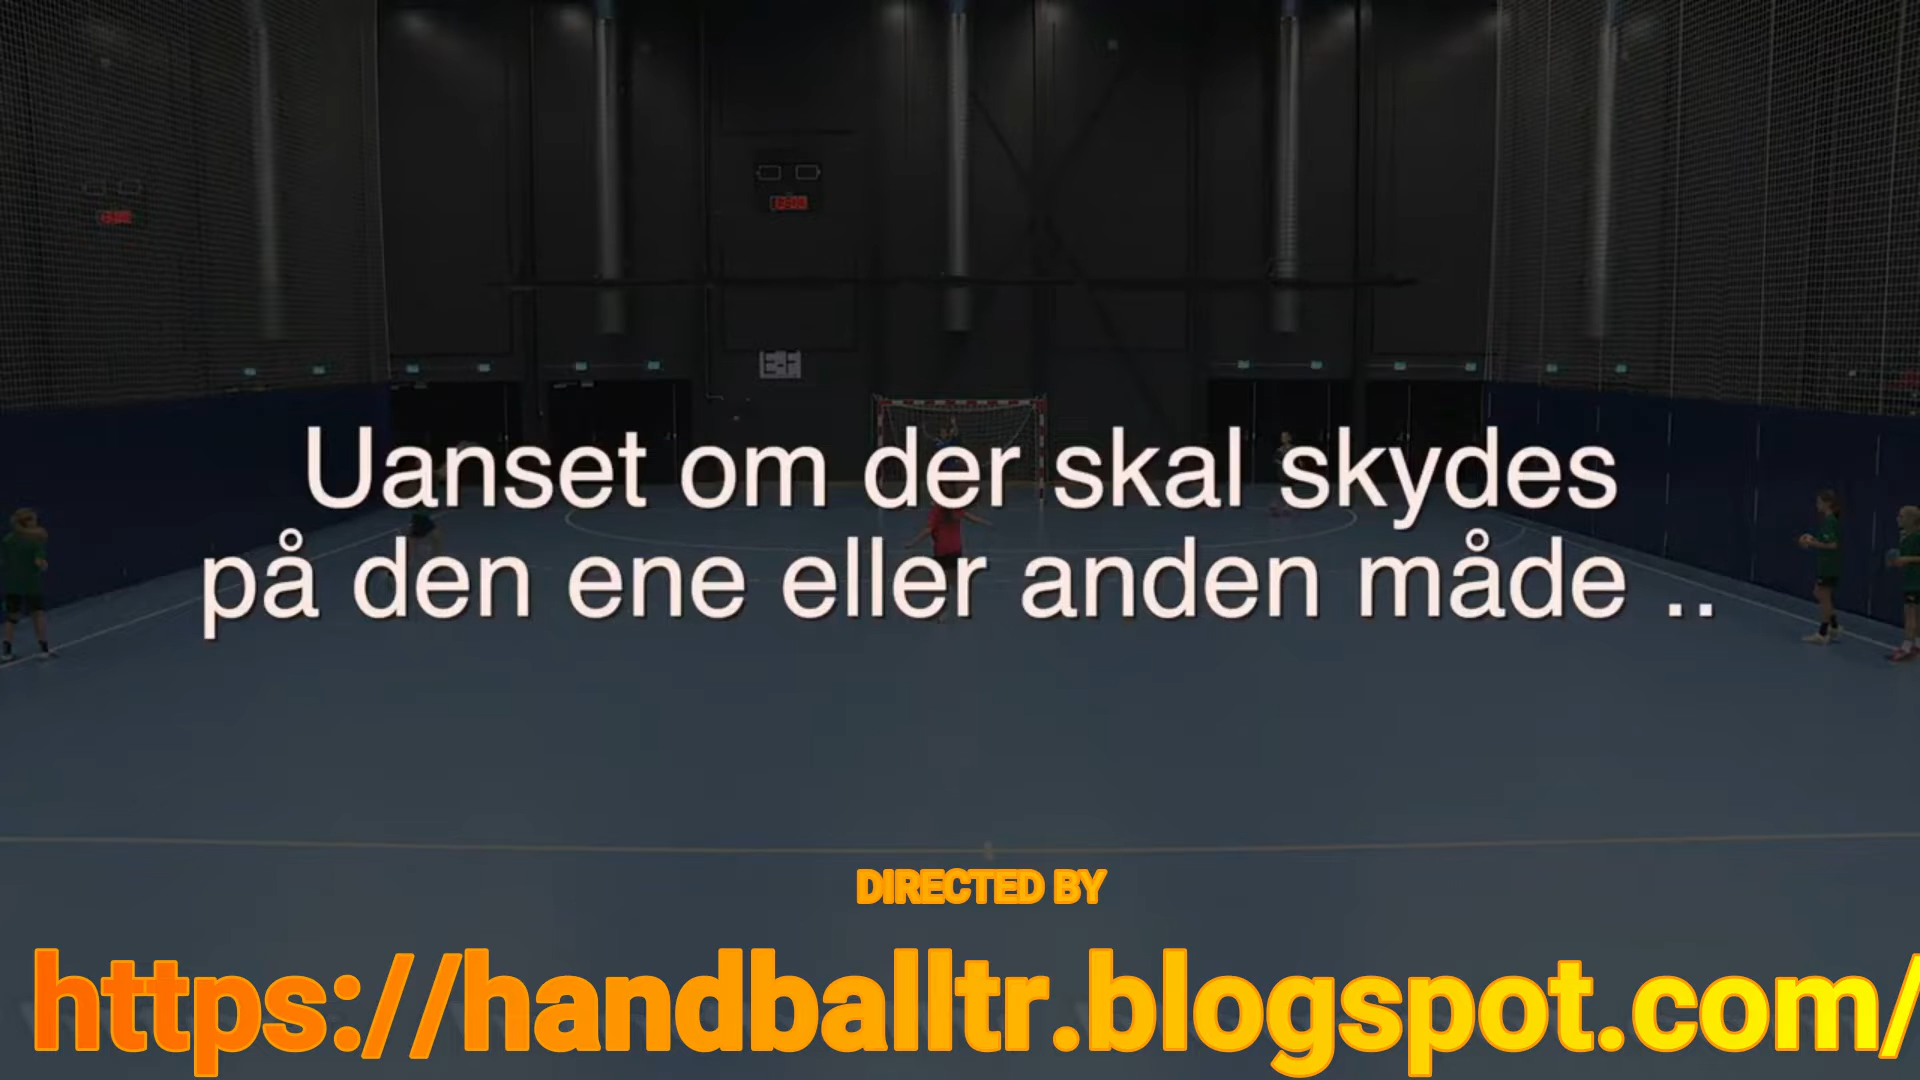 Uanset om der skal skydes
på den ene eller anden måde ..
DIRECTED BY
https://handballtr.blogspot.com/